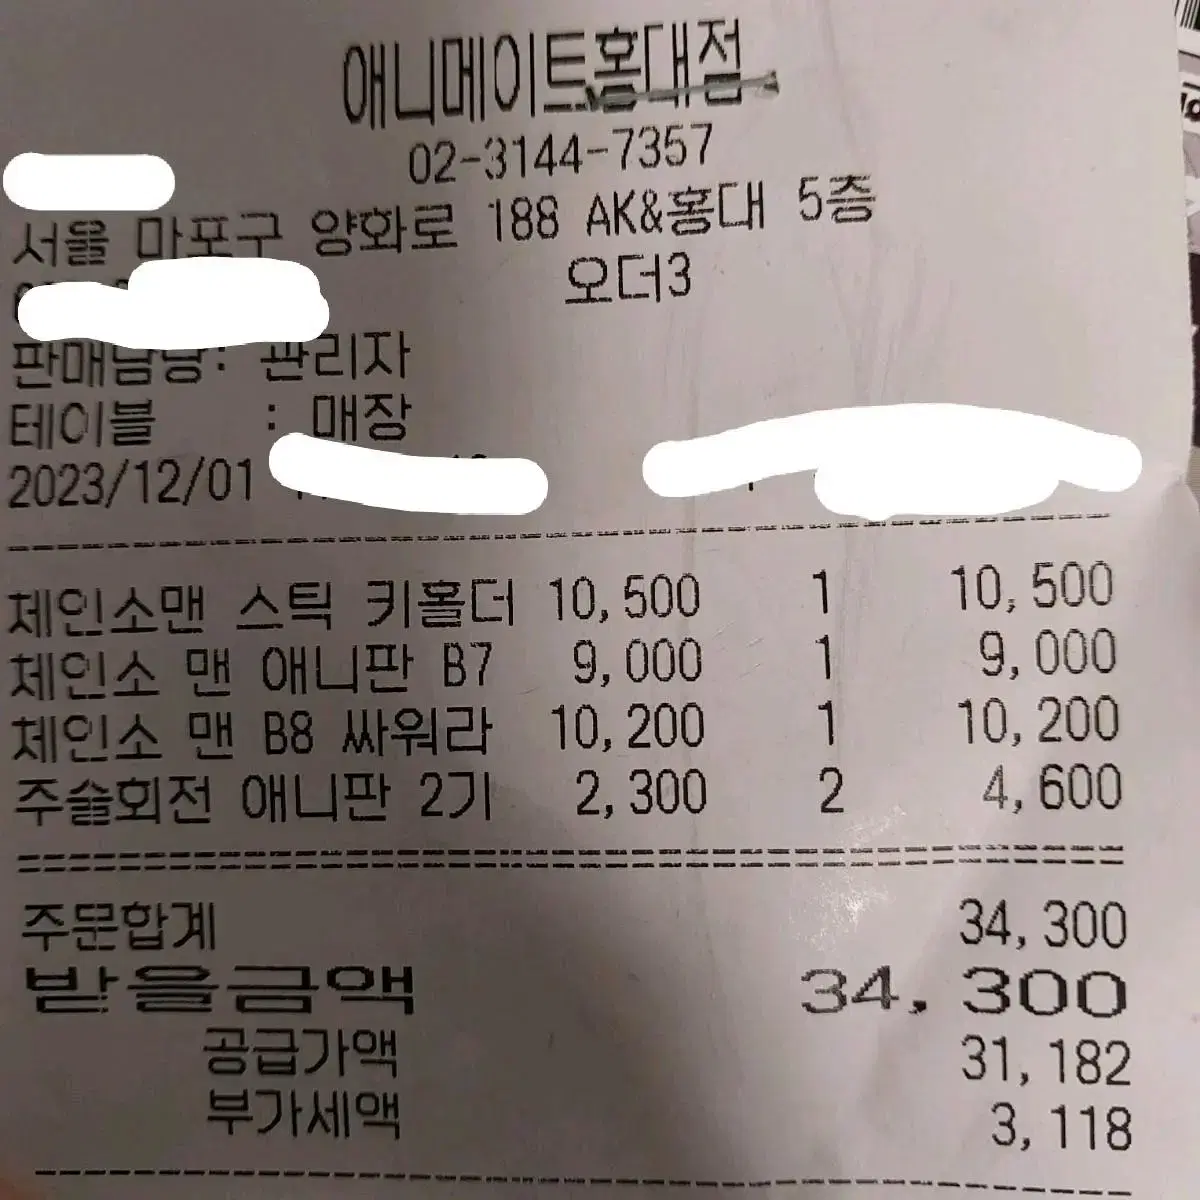 애니메이트홍대점
02-3144-7357
서울 마포구 양화로 188 AK&홍대 5층
오더3
판매담당: 관리자
테이블 : 매장
2023/12/01
체인소맨 스틱 키홀더 10,500 1 10,500
체인소 맨 애니판 B7 9,000 1 9,000
체인소 맨 B8 싸워라 10,200 1 10,200
주술회전 애니판 2기 2,300 2 4,600
주문합계 34,300
받을금액 34,300
공급가액 31,182
부가세액 3,118